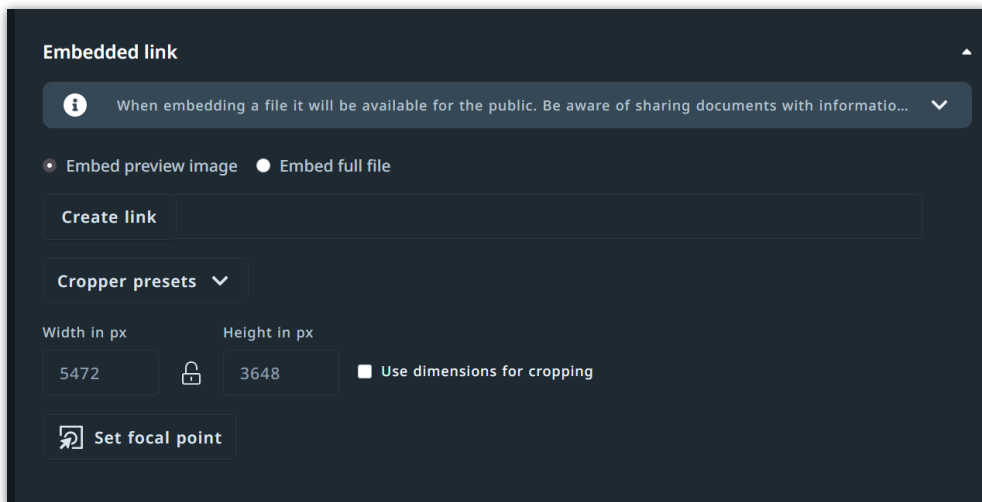 Embedded link
When embedding a file it will be available for the public. Be aware of sharing documents with informatio...
Embed preview image Embed full file
Create link
Cropper presets
Width in px Height in px
5472 3648 Use dimensions for cropping
Set focal point